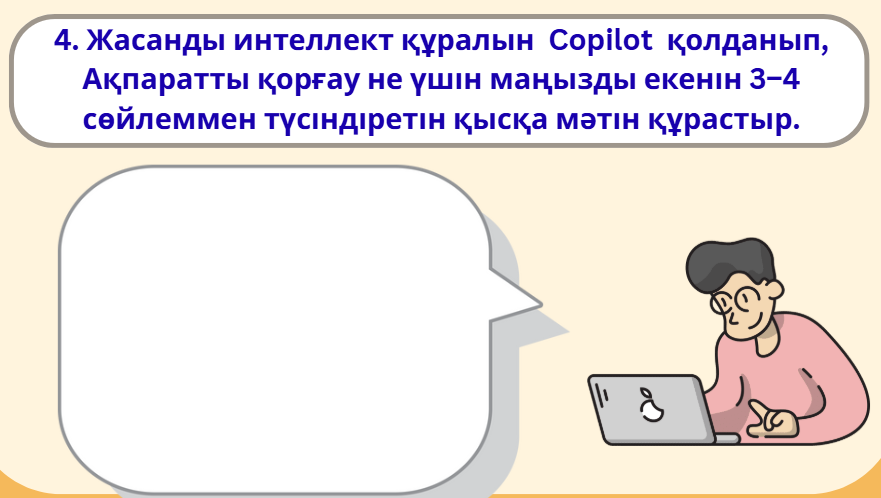 4. Жасанды интеллект құралын Copilot қолданып,
Ақпаратты қорғау не үшін маңызды екенін 3–4
сөйлеммен түсіндіретін қысқа мәтін құрастыр.